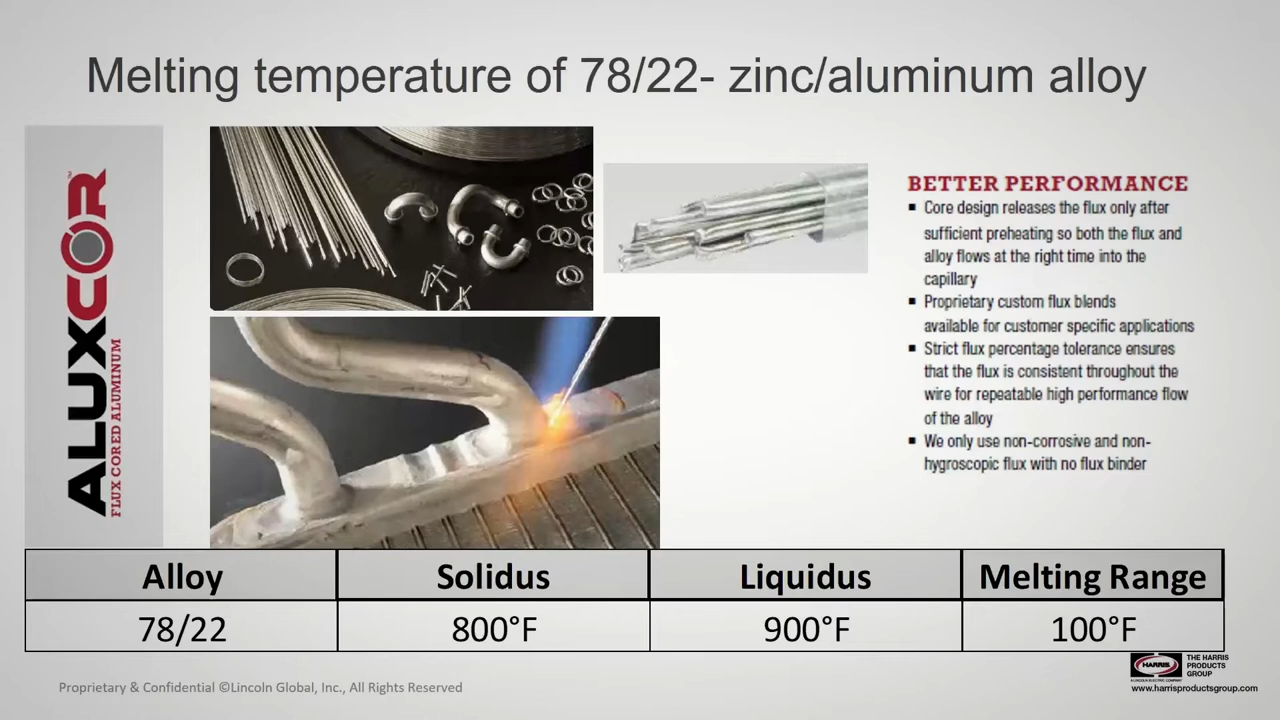 Melting temperature of 78/22- zinc/aluminum alloy
ALUXCOR™
FLUX CORED ALUMINUM
BETTER PERFORMANCE
▪ Core design releases the flux only after
sufficient preheating so both the flux and
alloy flows at the right time into the
capillary
▪ Proprietary custom flux blends
available for customer specific applications
▪ Strict flux percentage tolerance ensures
that the flux is consistent throughout the
wire for repeatable high performance flow
of the alloy
▪ We only use non-corrosive and non-
hygroscopic flux with no flux binder
Alloy Solidus Liquidus Melting Range
78/22 800°F 900°F 100°F
HARRIS
A LINCOLN ELECTRIC COMPANY
THE HARRIS
PRODUCTS
GROUP
www.harrisproductsgroup.com
Proprietary & Confidential ©Lincoln Global, Inc., All Rights Reserved